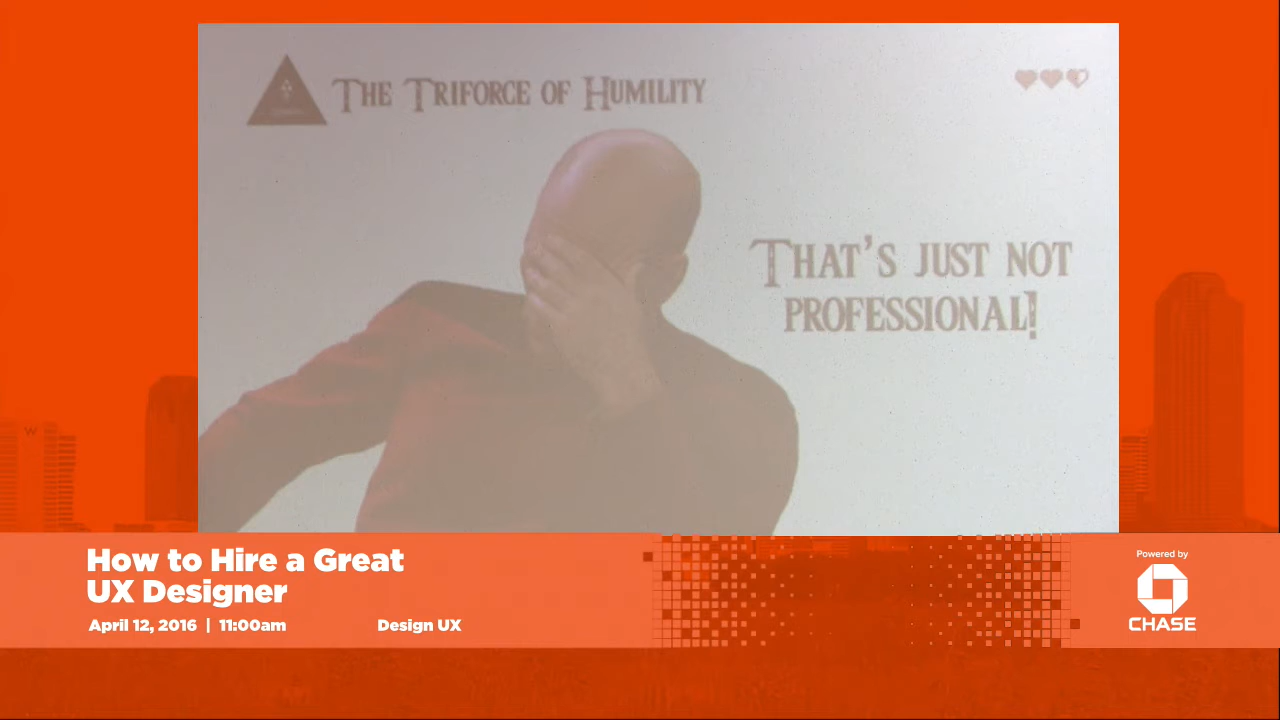 THE TRIFORCE OF HUMILITY
THAT'S JUST NOT
PROFESSIONAL!
W
How to Hire a Great
UX Designer
April 12, 2016 | 11:00am
Design UX
Powered by
CHASE